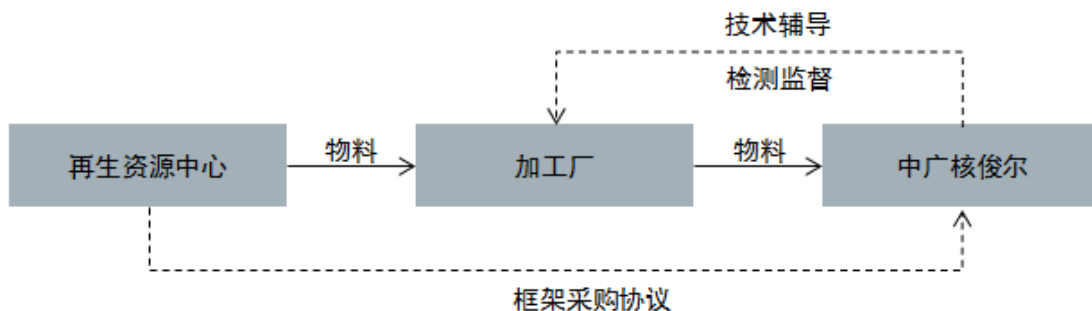 技术辅导
检测监督
再生资源中心
物料
加工厂
物料
中广核俊尔
框架采购协议